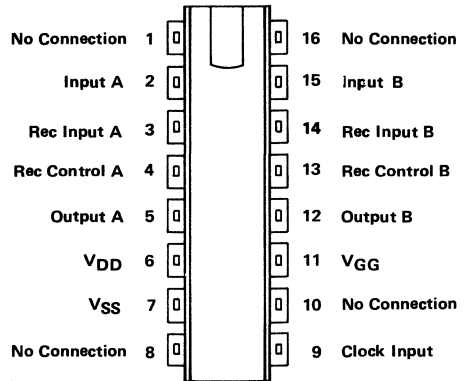 No Connection 1 16 No Connection
Input A 2 15 Input B
Rec Input A 3 14 Rec Input B
Rec Control A 4 13 Rec Control B
Output A 5 12 Output B
VDD 6 11 VGG
VSS 7 10 No Connection
No Connection 8 9 Clock Input